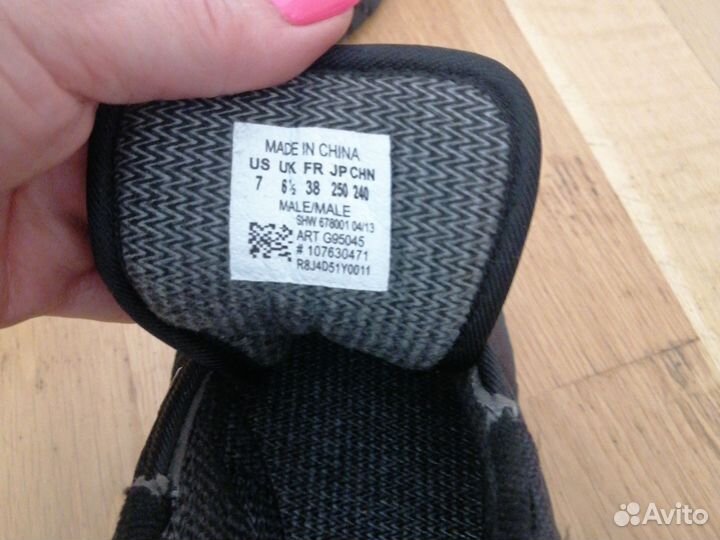 MADE IN CHINA
US UK FR JP CHN
7 6½ 38 250 240
MALE/MALE
SHW 678001 04/13
ART G95045
# 107630471
R8J4D51Y0011
Avito